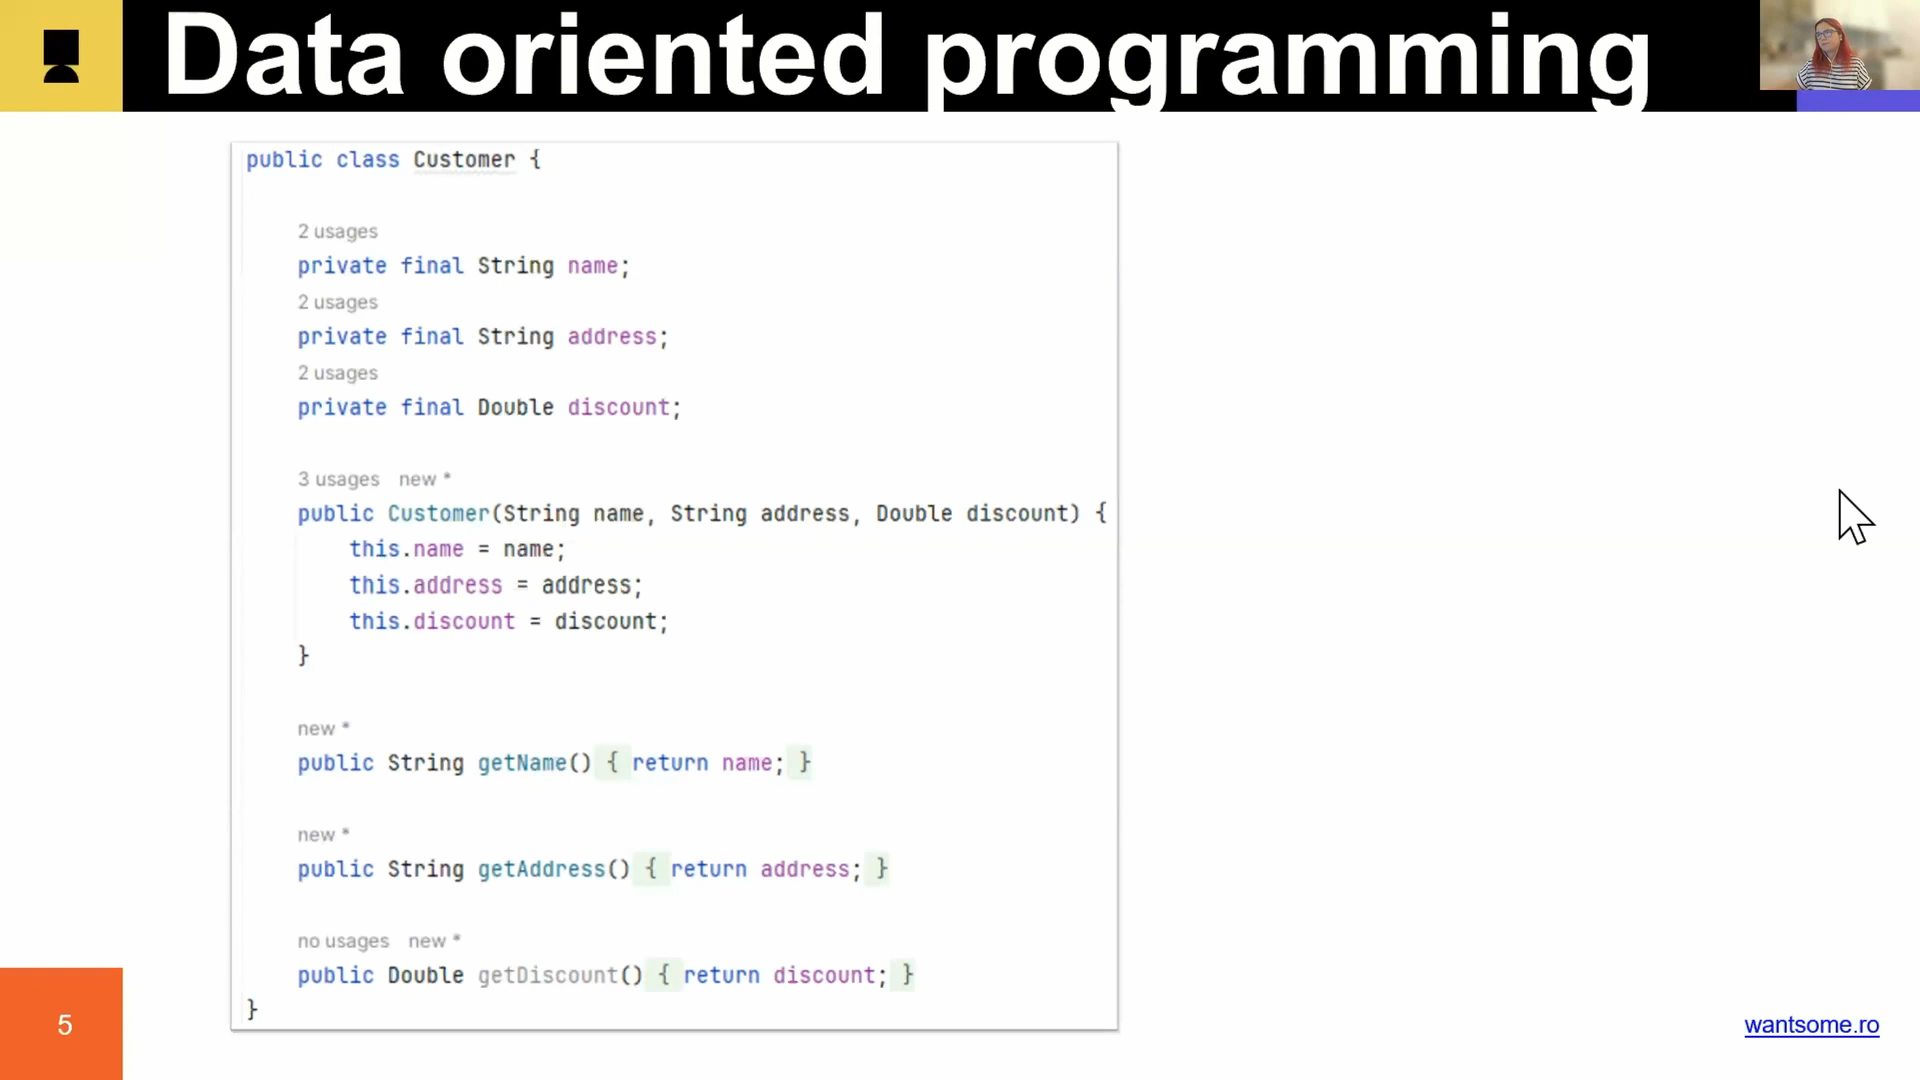 Data oriented programming
public class Customer {
2 usages
private final String name;
2 usages
private final String address;
2 usages
private final Double discount;
3 usages new *
public Customer(String name, String address, Double discount) {
this.name = name;
this.address = address;
this.discount = discount;
}
new *
public String getName() { return name; }
new *
public String getAddress() { return address; }
no usages new *
public Double getDiscount() { return discount; }
}
5
wantsome.ro